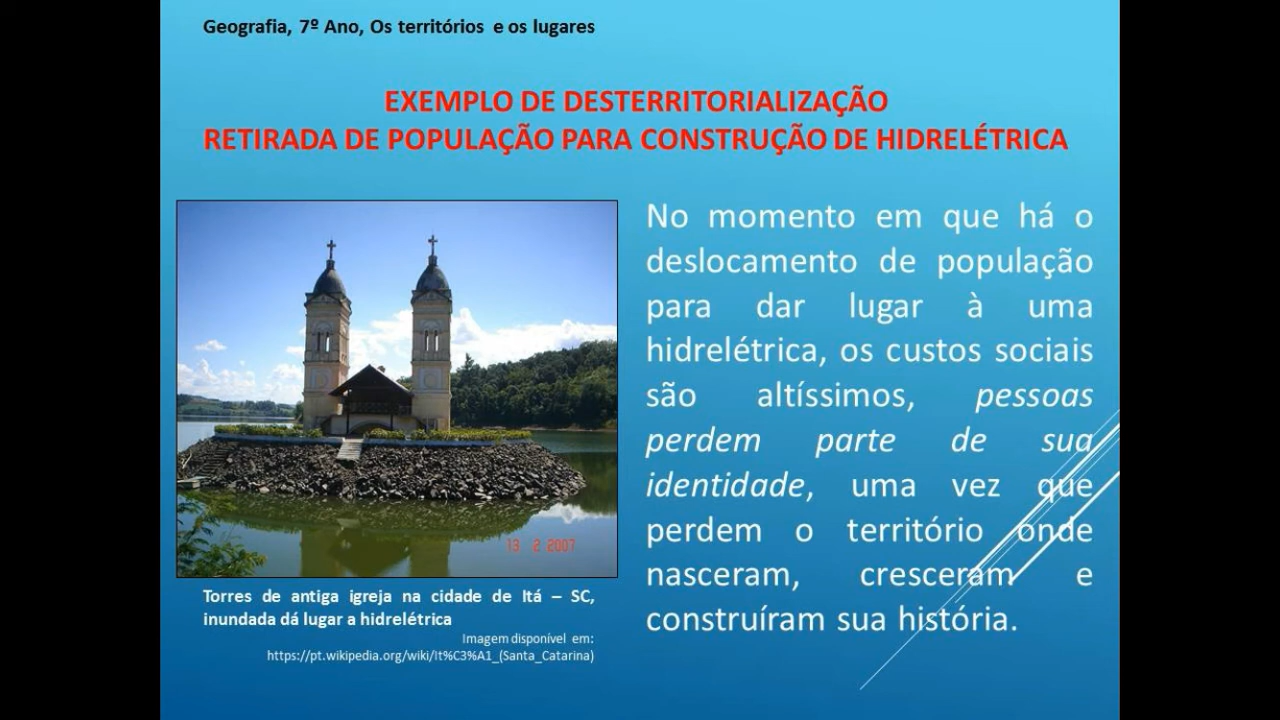 Geografia, 7º Ano, Os territórios e os lugares
EXEMPLO DE DESTERRITORIALIZAÇÃO
RETIRADA DE POPULAÇÃO PARA CONSTRUÇÃO DE HIDRELÉTRICA
No momento em que há o
deslocamento de população
para dar lugar à uma
hidrelétrica, os custos sociais
são altíssimos, pessoas
perdem parte de sua
identidade, uma vez que
perdem o território onde
nasceram, cresceram e
construíram sua história.
13 2 2007
Torres de antiga igreja na cidade de Itá – SC,
inundada dá lugar a hidrelétrica
Imagem disponível em:
https://pt.wikipedia.org/wiki/It%C3%A1_(Santa_Catarina)